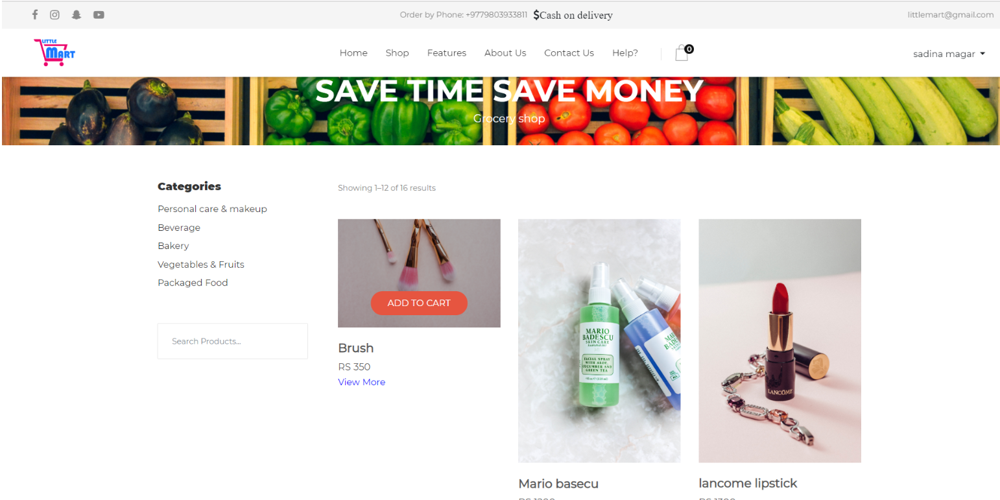 Order by Phone: +9779803933811 $Cash on delivery
littlemart@gmail.com
LITTLE
MART
Home Shop Features About Us Contact Us Help? 0
sadina magar
SAVE TIME SAVE MONEY
Grocery shop
Categories
Personal care & makeup
Beverage
Bakery
Vegetables & Fruits
Packaged Food
Search Products...
Showing 1–12 of 16 results
ADD TO CART
Brush
RS 350
View More
MARIO
BADESCU
SKIN CARE
FACIAL SPRAY
WITH ALOE,
CUCUMBER AND
GREEN TEA
Mario basecu
LANCÔME
lancome lipstick